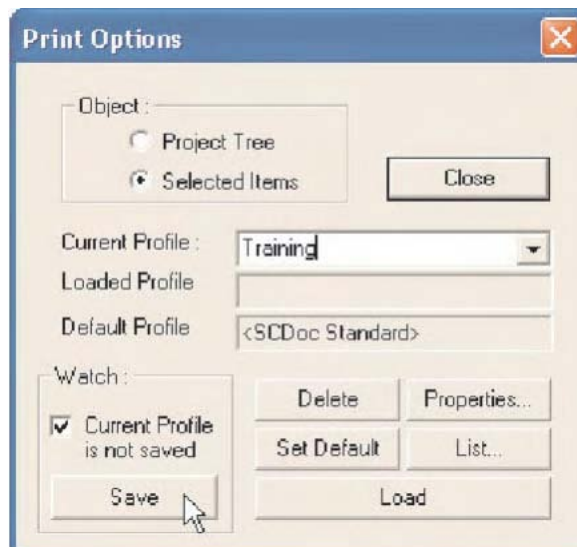 Print Options
Object :
Project Tree
Selected Items
Close
Current Profile :
Training
Loaded Profile
Default Profile
<SCDoc Standard>
Watch :
Current Profile
is not saved
Save
Delete
Properties...
Set Default
List...
Load